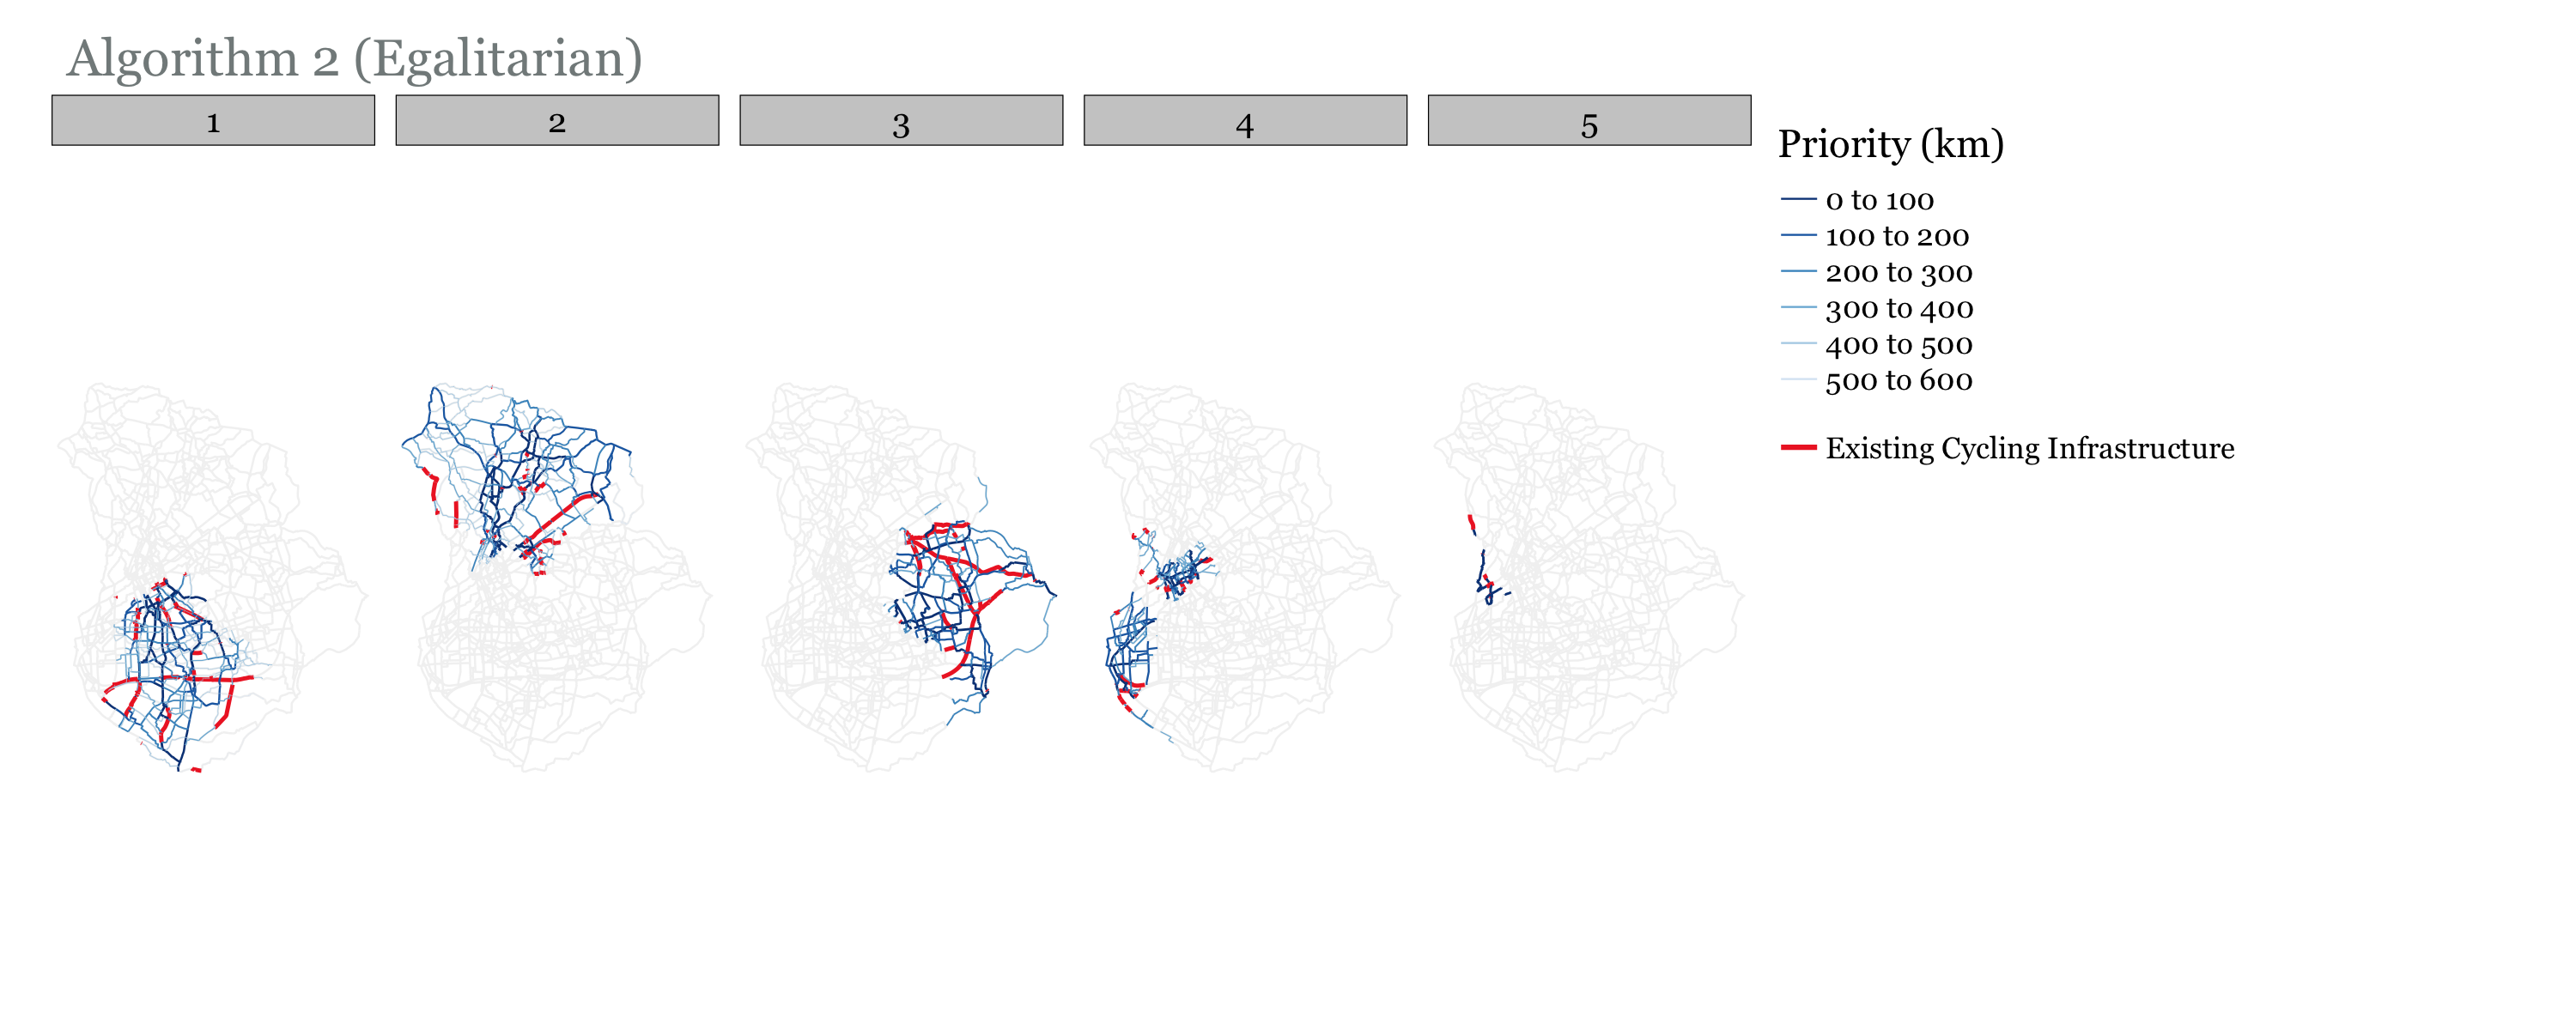 Algorithm 2 (Egalitarian)
1 2 3 4 5
Priority (km)
0 to 100
100 to 200
200 to 300
300 to 400
400 to 500
500 to 600
Existing Cycling Infrastructure